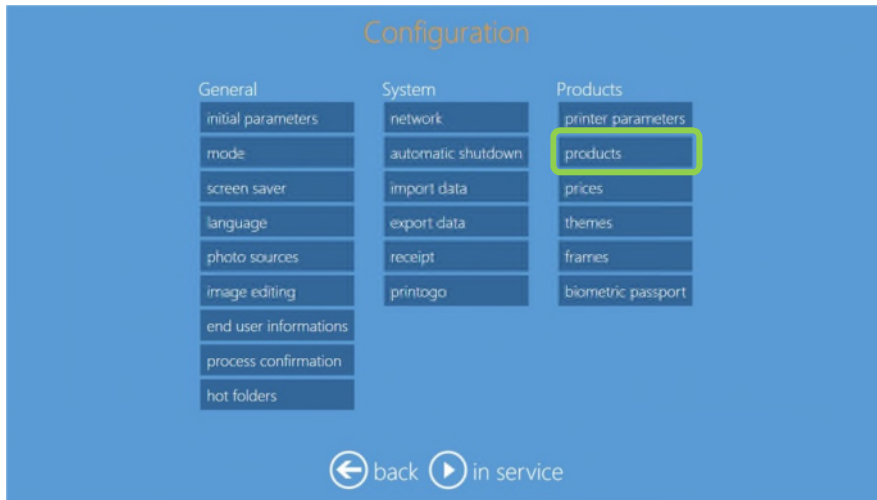 Configuration
General
initial parameters
mode
screen saver
language
photo sources
image editing
end user informations
process confirmation
hot folders
System
network
automatic shutdown
import data
export data
receipt
printogo
Products
printer parameters
products
prices
themes
frames
biometric passport
back in service